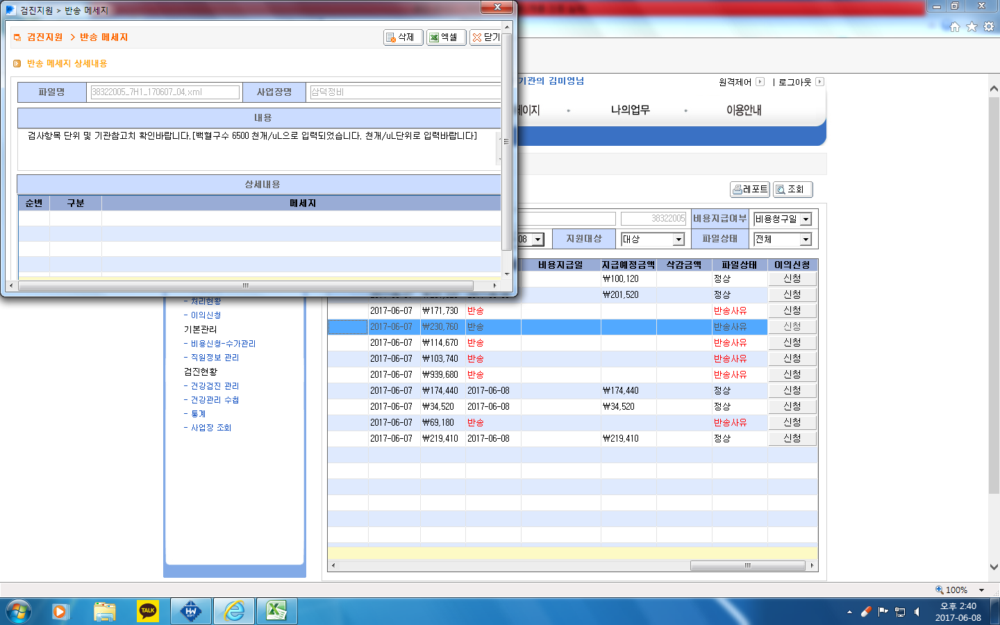 검진지원 > 반송 메세지
검진지원 > 반송 메세지
삭제 엑셀 닫기
반송 메세지 상세내용
파일명 38322005_7H1_170607_04.xml 사업장명 삼덕정비
내용
검사항목 단위 및 기관참고치 확인바랍니다.[백혈구수 6500 천개/uL으로 입력되었습니다. 천개/uL단위로 입력바랍니다]
상세내용
순번 구분 메세지
기관의 김미영님
원격제어 | 로그아웃
페이지 나의업무 이용안내
레포트 조회
38322005 비용지급여부 비용청구일
08 지원대상 대상 파일상태 전체
비용지급일 지급예정금액 삭감금액 파일상태 이의신청
₩100,120 정상 신청
₩201,520 정상 신청
2017-06-07 ₩171,730 반송 반송사유 신청
2017-06-07 ₩230,760 반송 반송사유 신청
2017-06-07 ₩114,670 반송 반송사유 신청
2017-06-07 ₩103,740 반송 반송사유 신청
2017-06-07 ₩939,680 반송 반송사유 신청
2017-06-07 ₩174,440 2017-06-08 ₩174,440 정상 신청
2017-06-07 ₩34,520 2017-06-08 ₩34,520 정상 신청
2017-06-07 ₩69,180 반송 반송사유 신청
2017-06-07 ₩219,410 2017-06-08 ₩219,410 정상 신청
- 처리현황
- 이의신청
기본관리
- 비용신청-수가관리
- 직원정보 관리
검진현황
- 건강검진 관리
- 건강관리 수첩
- 통계
- 사업장 조회
100%
TALK
HW
SOFT
오후 2:40
2017-06-08